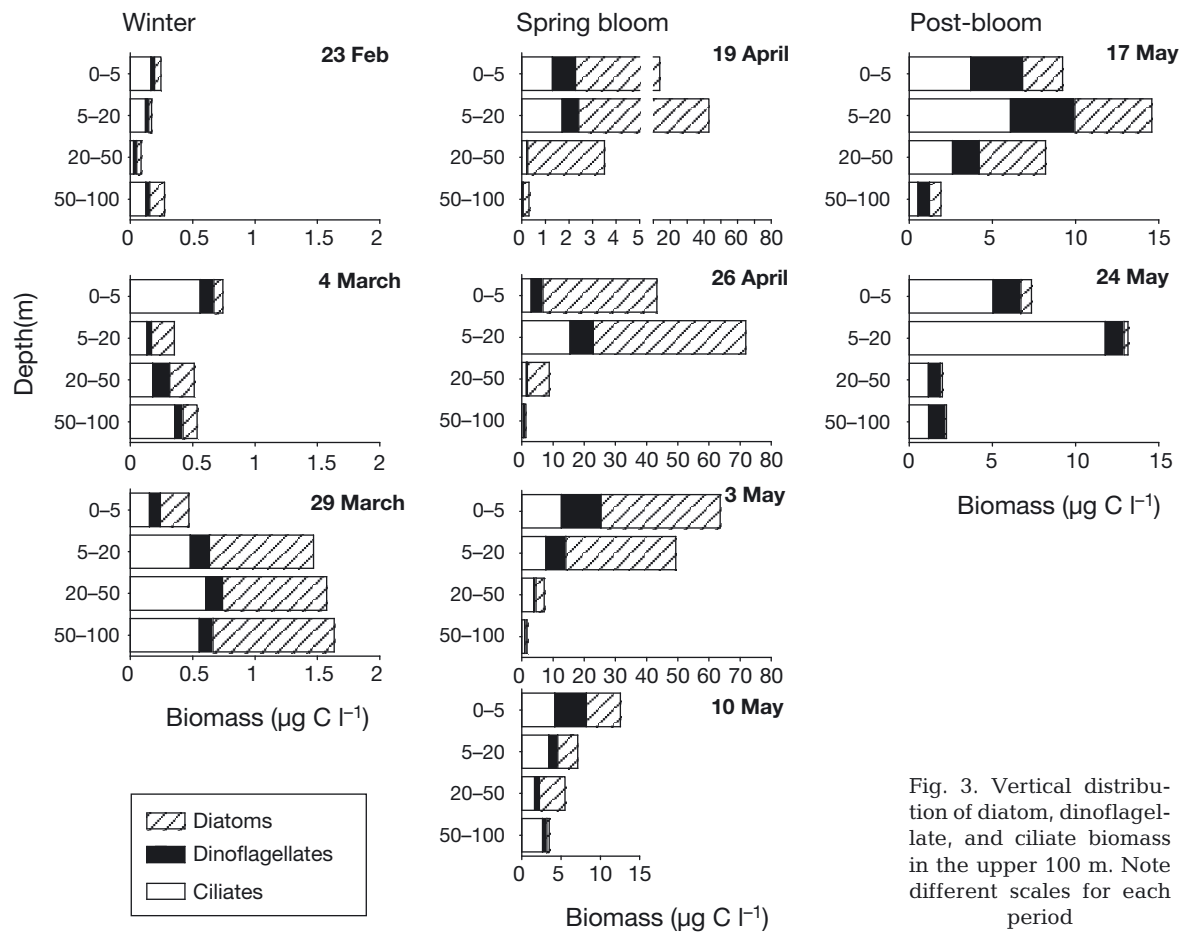 Winter
Spring bloom
Post-bloom
Depth(m)
23 Feb
0–5
5–20
20–50
50–100
0 0.5 1 1.5 2
4 March
0–5
5–20
20–50
50–100
0 0.5 1 1.5 2
29 March
0–5
5–20
20–50
50–100
0 0.5 1 1.5 2
Biomass (µg C l–1)
19 April
0–5
5–20
20–50
50–100
0 1 2 3 4 5 20 40 60 80
26 April
0–5
5–20
20–50
50–100
0 10 20 30 40 50 60 70 80
3 May
0–5
5–20
20–50
50–100
0 10 20 30 40 50 60 70 80
10 May
0–5
5–20
20–50
50–100
0 5 10 15
Biomass (µg C l–1)
17 May
0–5
5–20
20–50
50–100
0 5 10 15
24 May
0–5
5–20
20–50
50–100
0 5 10 15
Biomass (µg C l–1)
Diatoms
Dinoflagellates
Ciliates
Fig. 3. Vertical distribu-
tion of diatom, dinoflagel-
late, and ciliate biomass
in the upper 100 m. Note
different scales for each
period